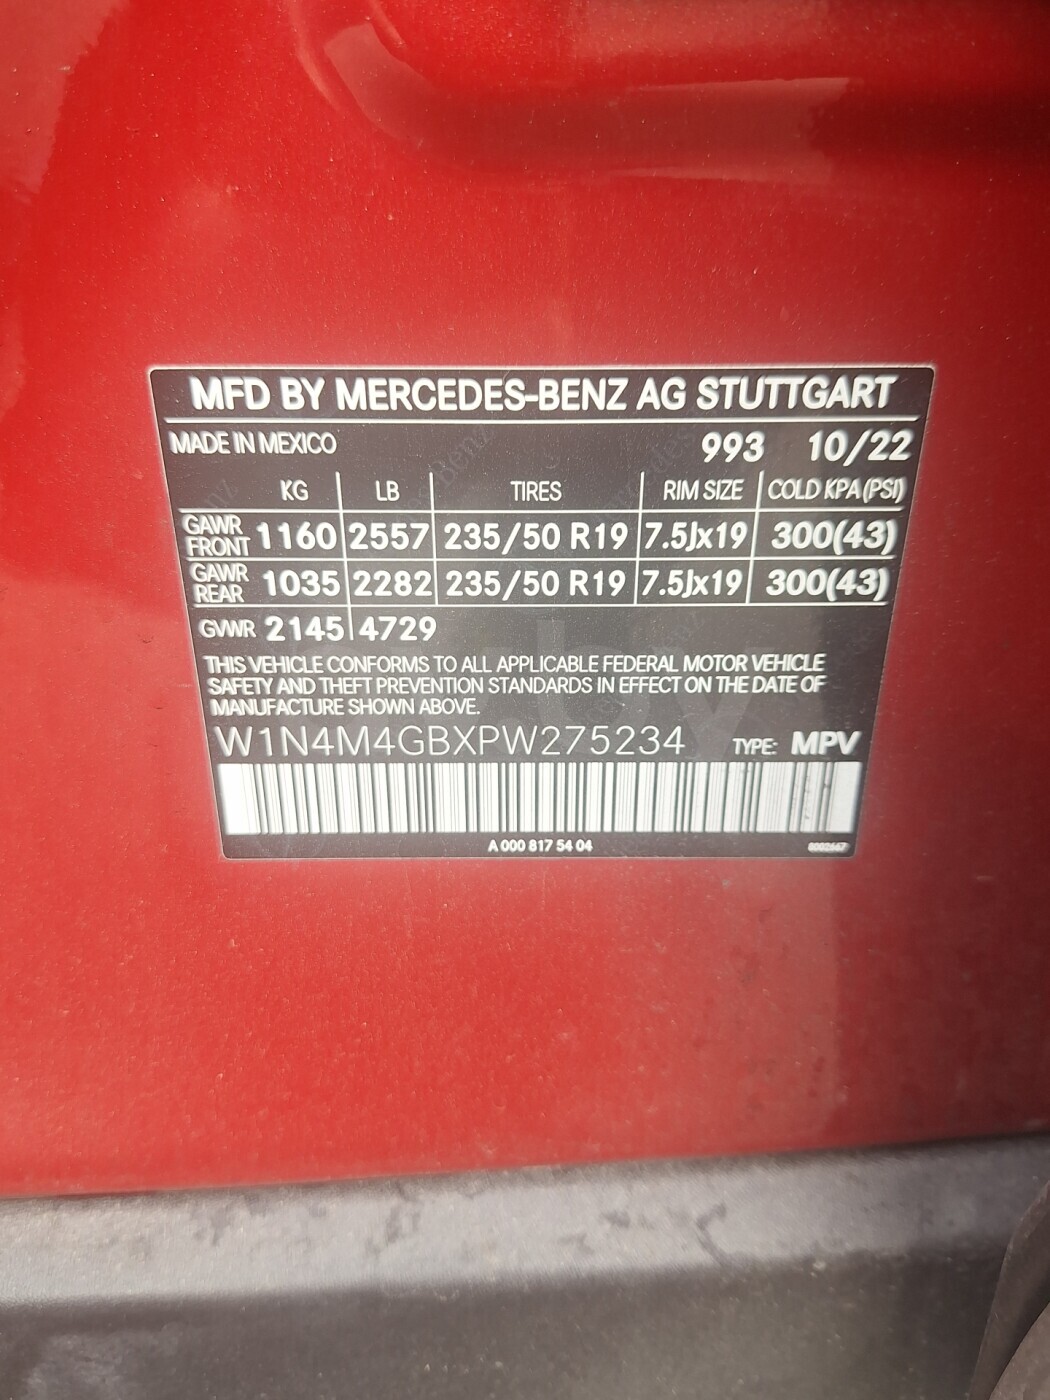 MFD BY MERCEDES-BENZ AG STUTTGART
MADE IN MEXICO 993 10/22
KG LB TIRES RIM SIZE COLD KPA (PSI)
GAWR FRONT 1160 2557 235/50 R19 7.5Jx19 300(43)
GAWR REAR 1035 2282 235/50 R19 7.5Jx19 300(43)
GVWR 2145 4729
THIS VEHICLE CONFORMS TO ALL APPLICABLE FEDERAL MOTOR VEHICLE
SAFETY AND THEFT PREVENTION STANDARDS IN EFFECT ON THE DATE OF
MANUFACTURE SHOWN ABOVE.
W1N4M4GBXPW275234 TYPE: MPV
A 000 817 54 04